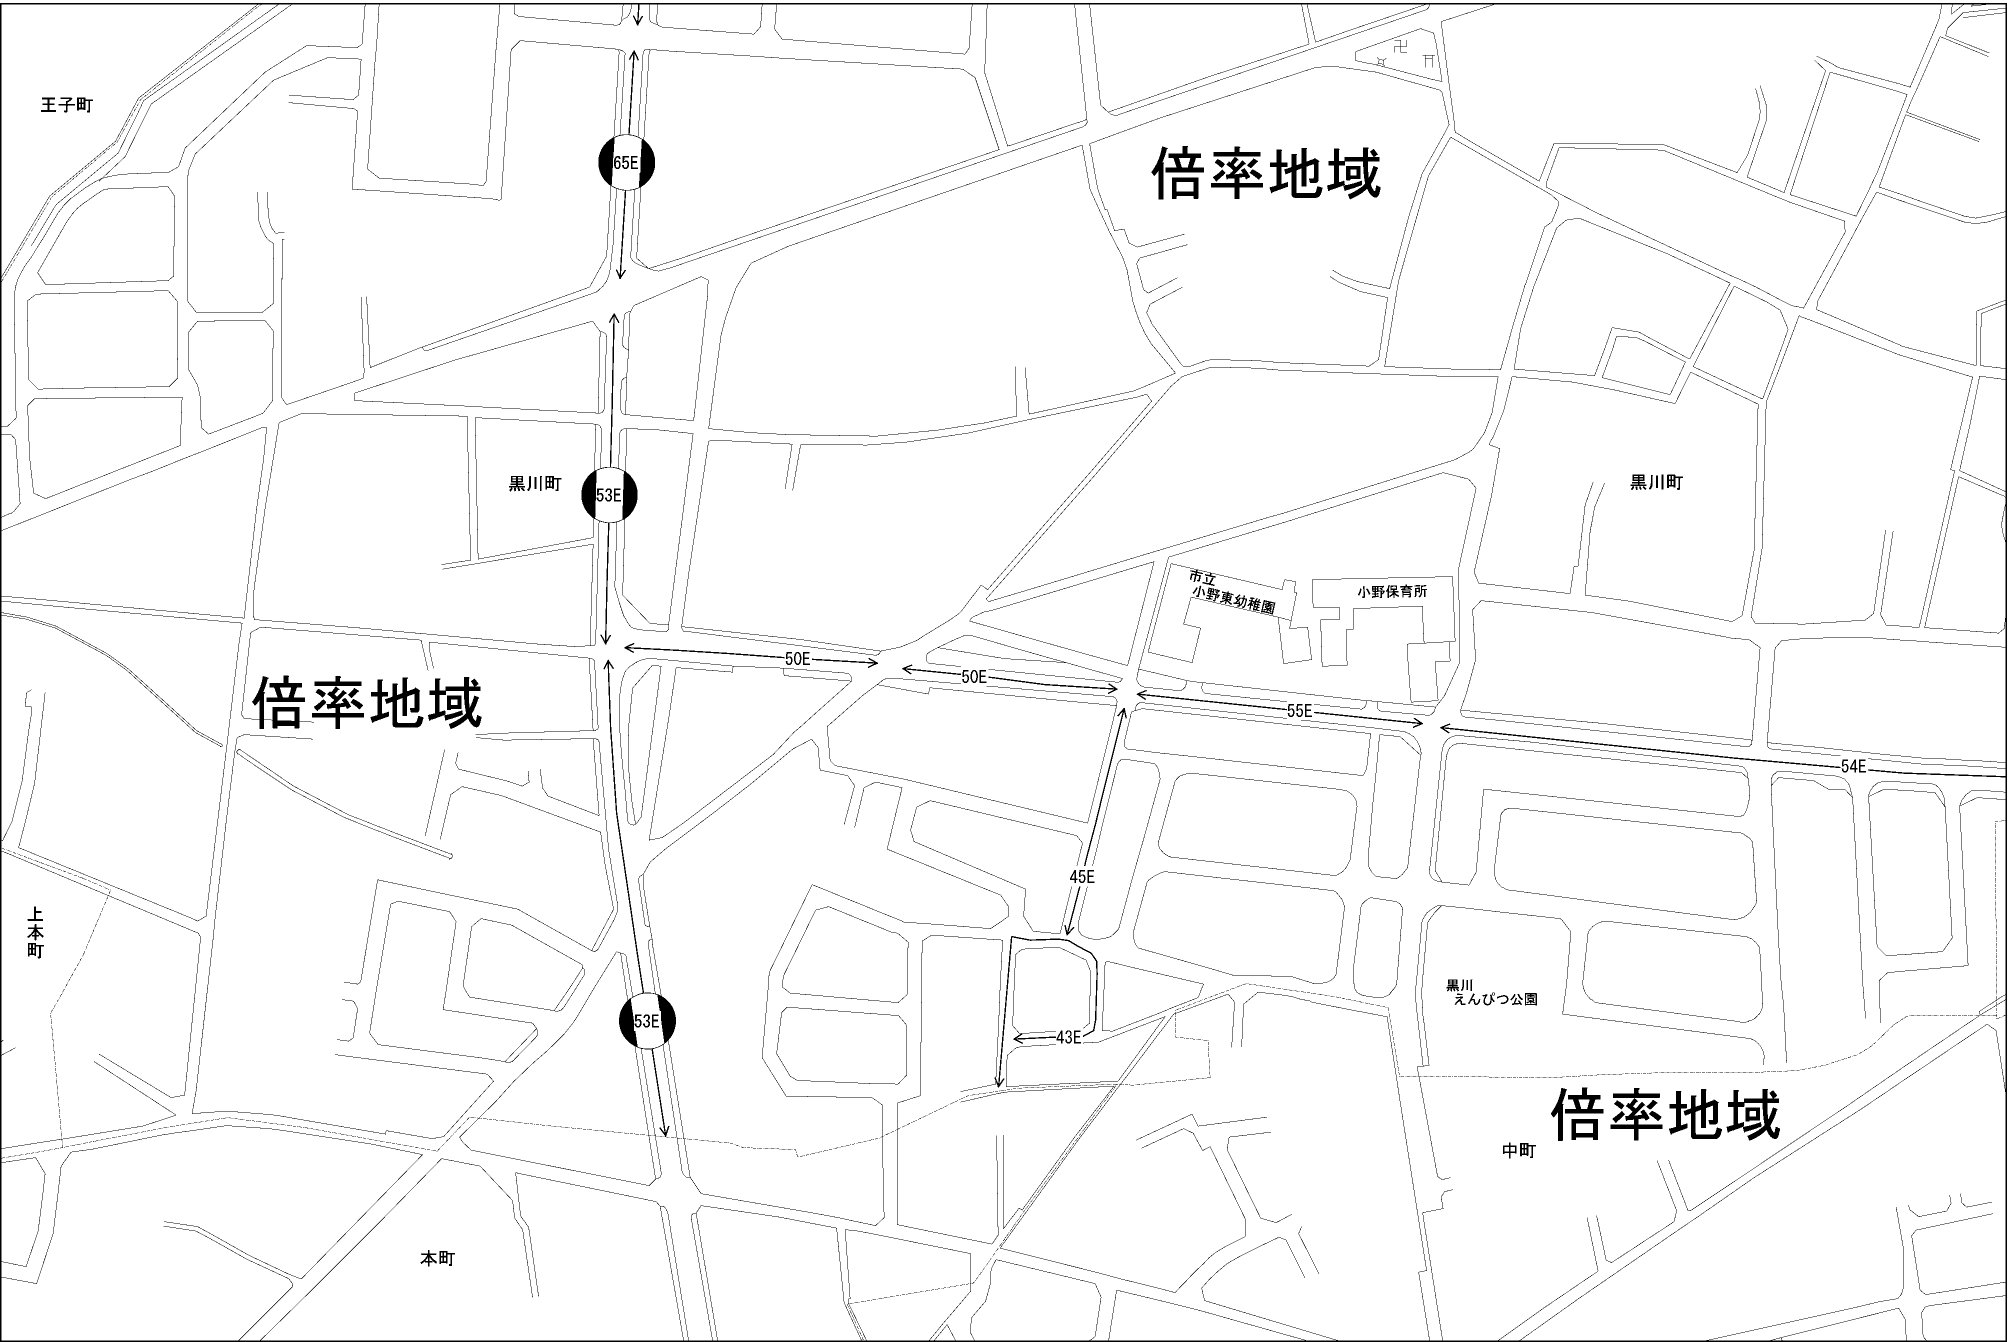 王子町
65E
倍率地域
黒川町
53E
黒川町
市立
小野東幼稚園
小野保育所
50E
50E
倍率地域
55E
54E
45E
上本町
黒川
えんぴつ公園
53E
43E
倍率地域
中町
本町